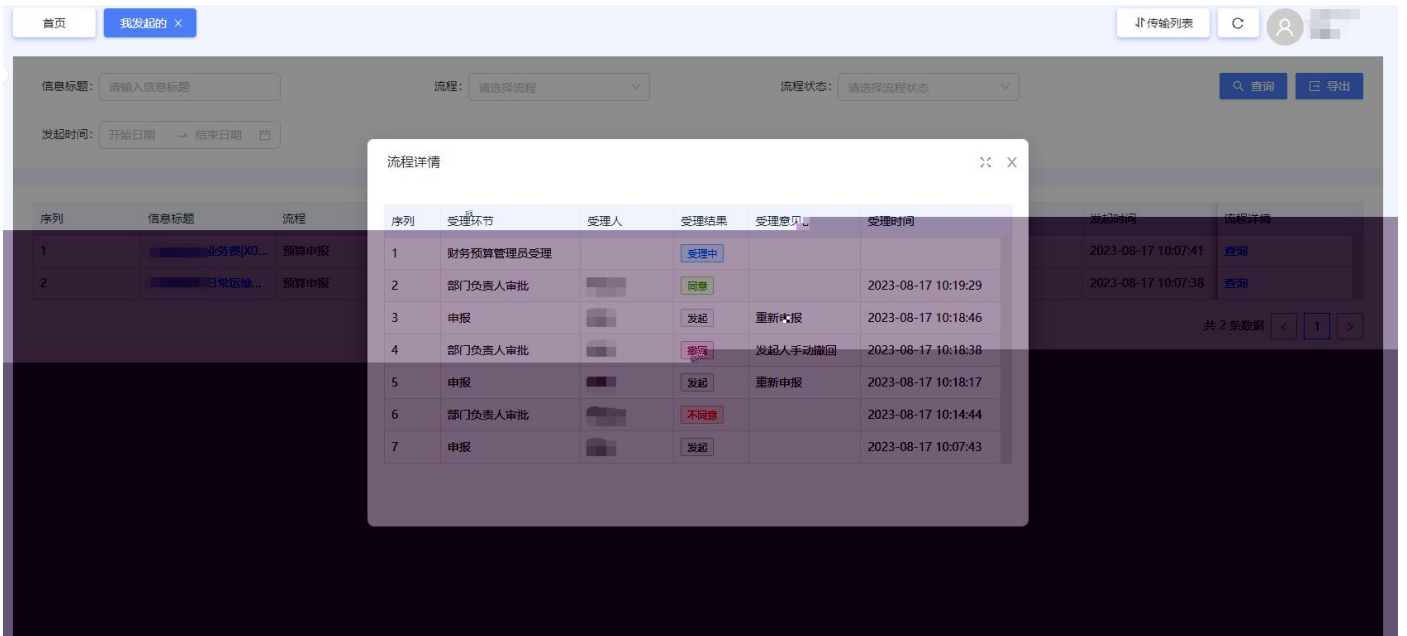 首页 我发起的 × 传输列表
信息标题: 请输入信息标题 流程: 请选择流程 流程状态: 请选择流程状态 查询 导出
发起时间: 开始日期 → 结束日期
流程详情
序列 信息标题 流程 发起时间 流程详情
1 业务费|X0... 预算申报 2023-08-17 10:07:41 查询
2 日常运维... 预算申报 2023-08-17 10:07:38 查询
共 2 条数据 < 1 >
序列 受理环节 受理人 受理结果 受理意见 受理时间
1 财务预算管理员受理 受理中
2 部门负责人审批 同意 2023-08-17 10:19:29
3 申报 发起 重新申报 2023-08-17 10:18:46
4 部门负责人审批 撤回 发起人手动撤回 2023-08-17 10:18:38
5 申报 发起 重新申报 2023-08-17 10:18:17
6 部门负责人审批 不同意 2023-08-17 10:14:44
7 申报 发起 2023-08-17 10:07:43